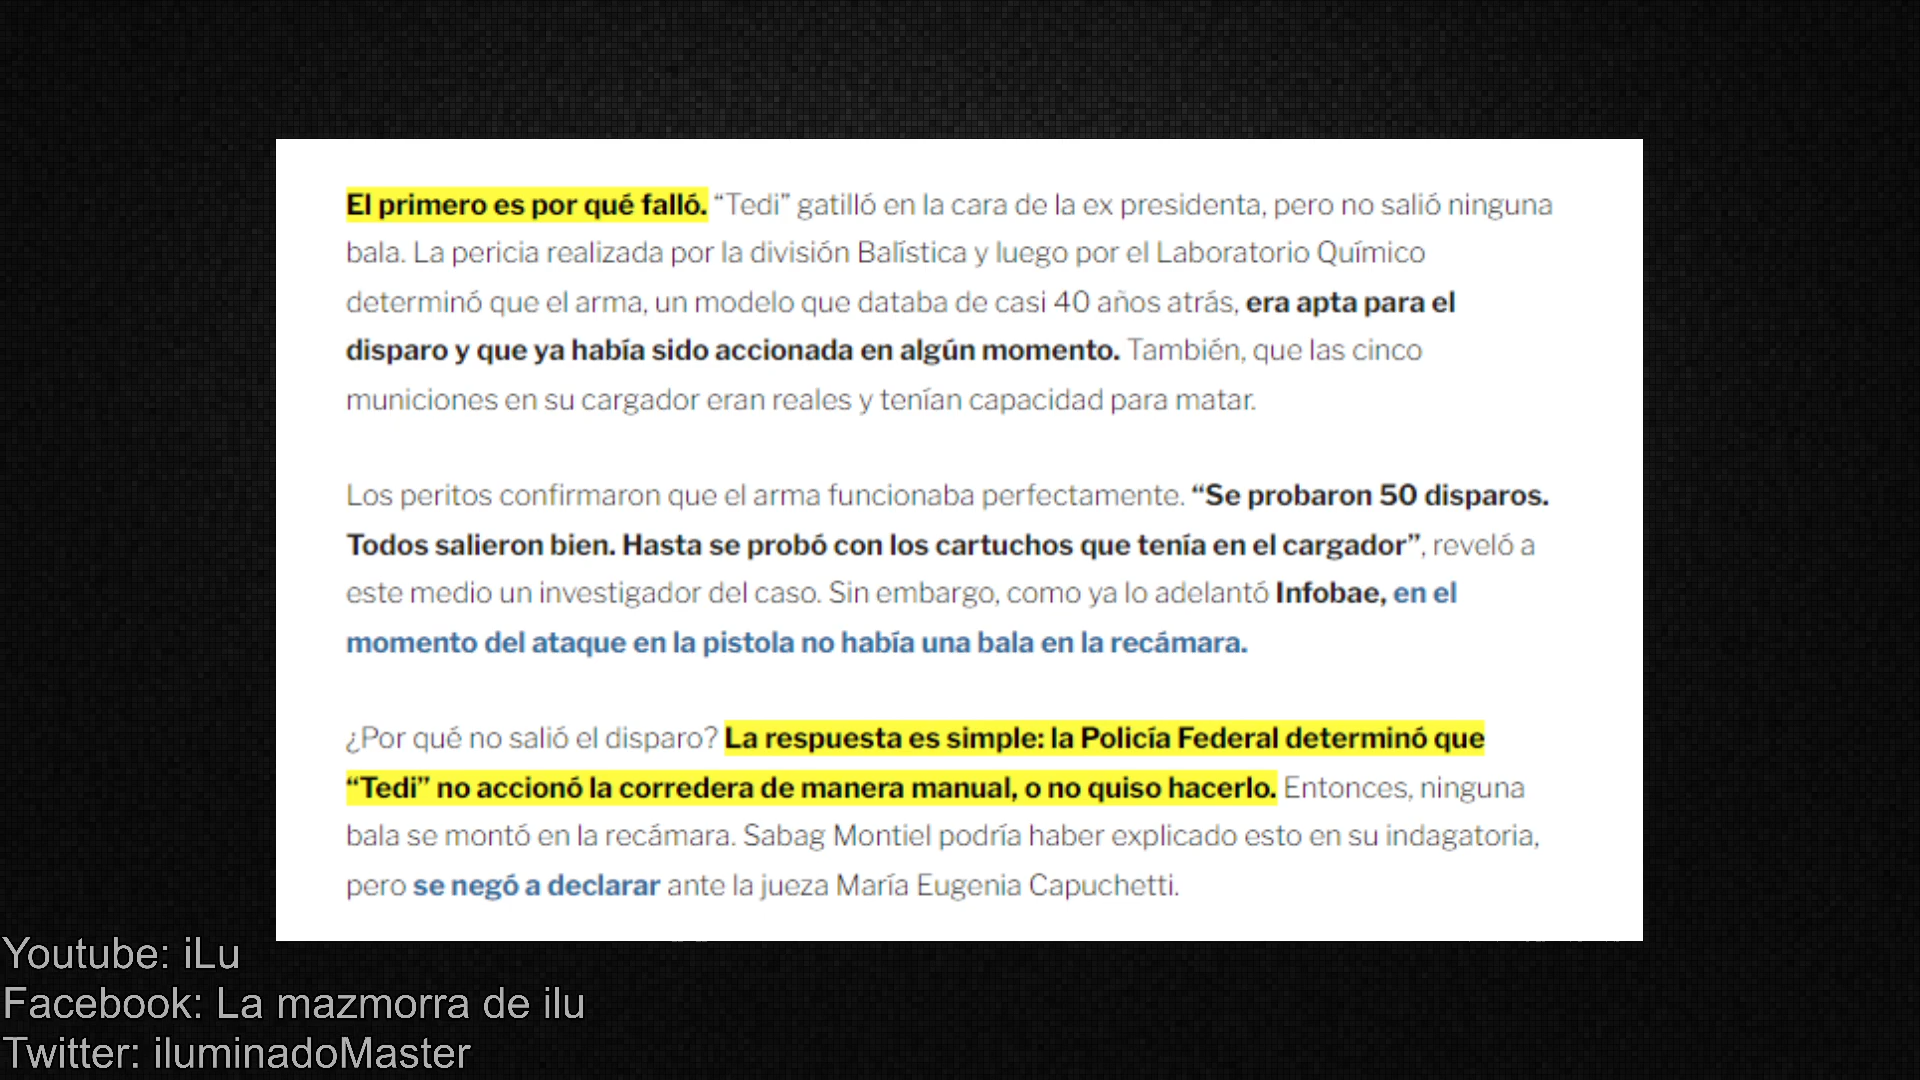 El primero es por qué falló. “Tedi” gatilló en la cara de la ex presidenta, pero no salió ninguna
bala. La pericia realizada por la división Balística y luego por el Laboratorio Químico
determinó que el arma, un modelo que databa de casi 40 años atrás, era apta para el
disparo y que ya había sido accionada en algún momento. También, que las cinco
municiones en su cargador eran reales y tenían capacidad para matar.
Los peritos confirmaron que el arma funcionaba perfectamente. “Se probaron 50 disparos.
Todos salieron bien. Hasta se probó con los cartuchos que tenía en el cargador”, reveló a
este medio un investigador del caso. Sin embargo, como ya lo adelantó Infobae, en el
momento del ataque en la pistola no había una bala en la recámara.
¿Por qué no salió el disparo? La respuesta es simple: la Policía Federal determinó que
“Tedi” no accionó la corredera de manera manual, o no quiso hacerlo. Entonces, ninguna
bala se montó en la recámara. Sabag Montiel podría haber explicado esto en su indagatoria,
pero se negó a declarar ante la jueza María Eugenia Capuchetti.
Youtube: iLu
Facebook: La mazmorra de ilu
Twitter: iluminadoMaster